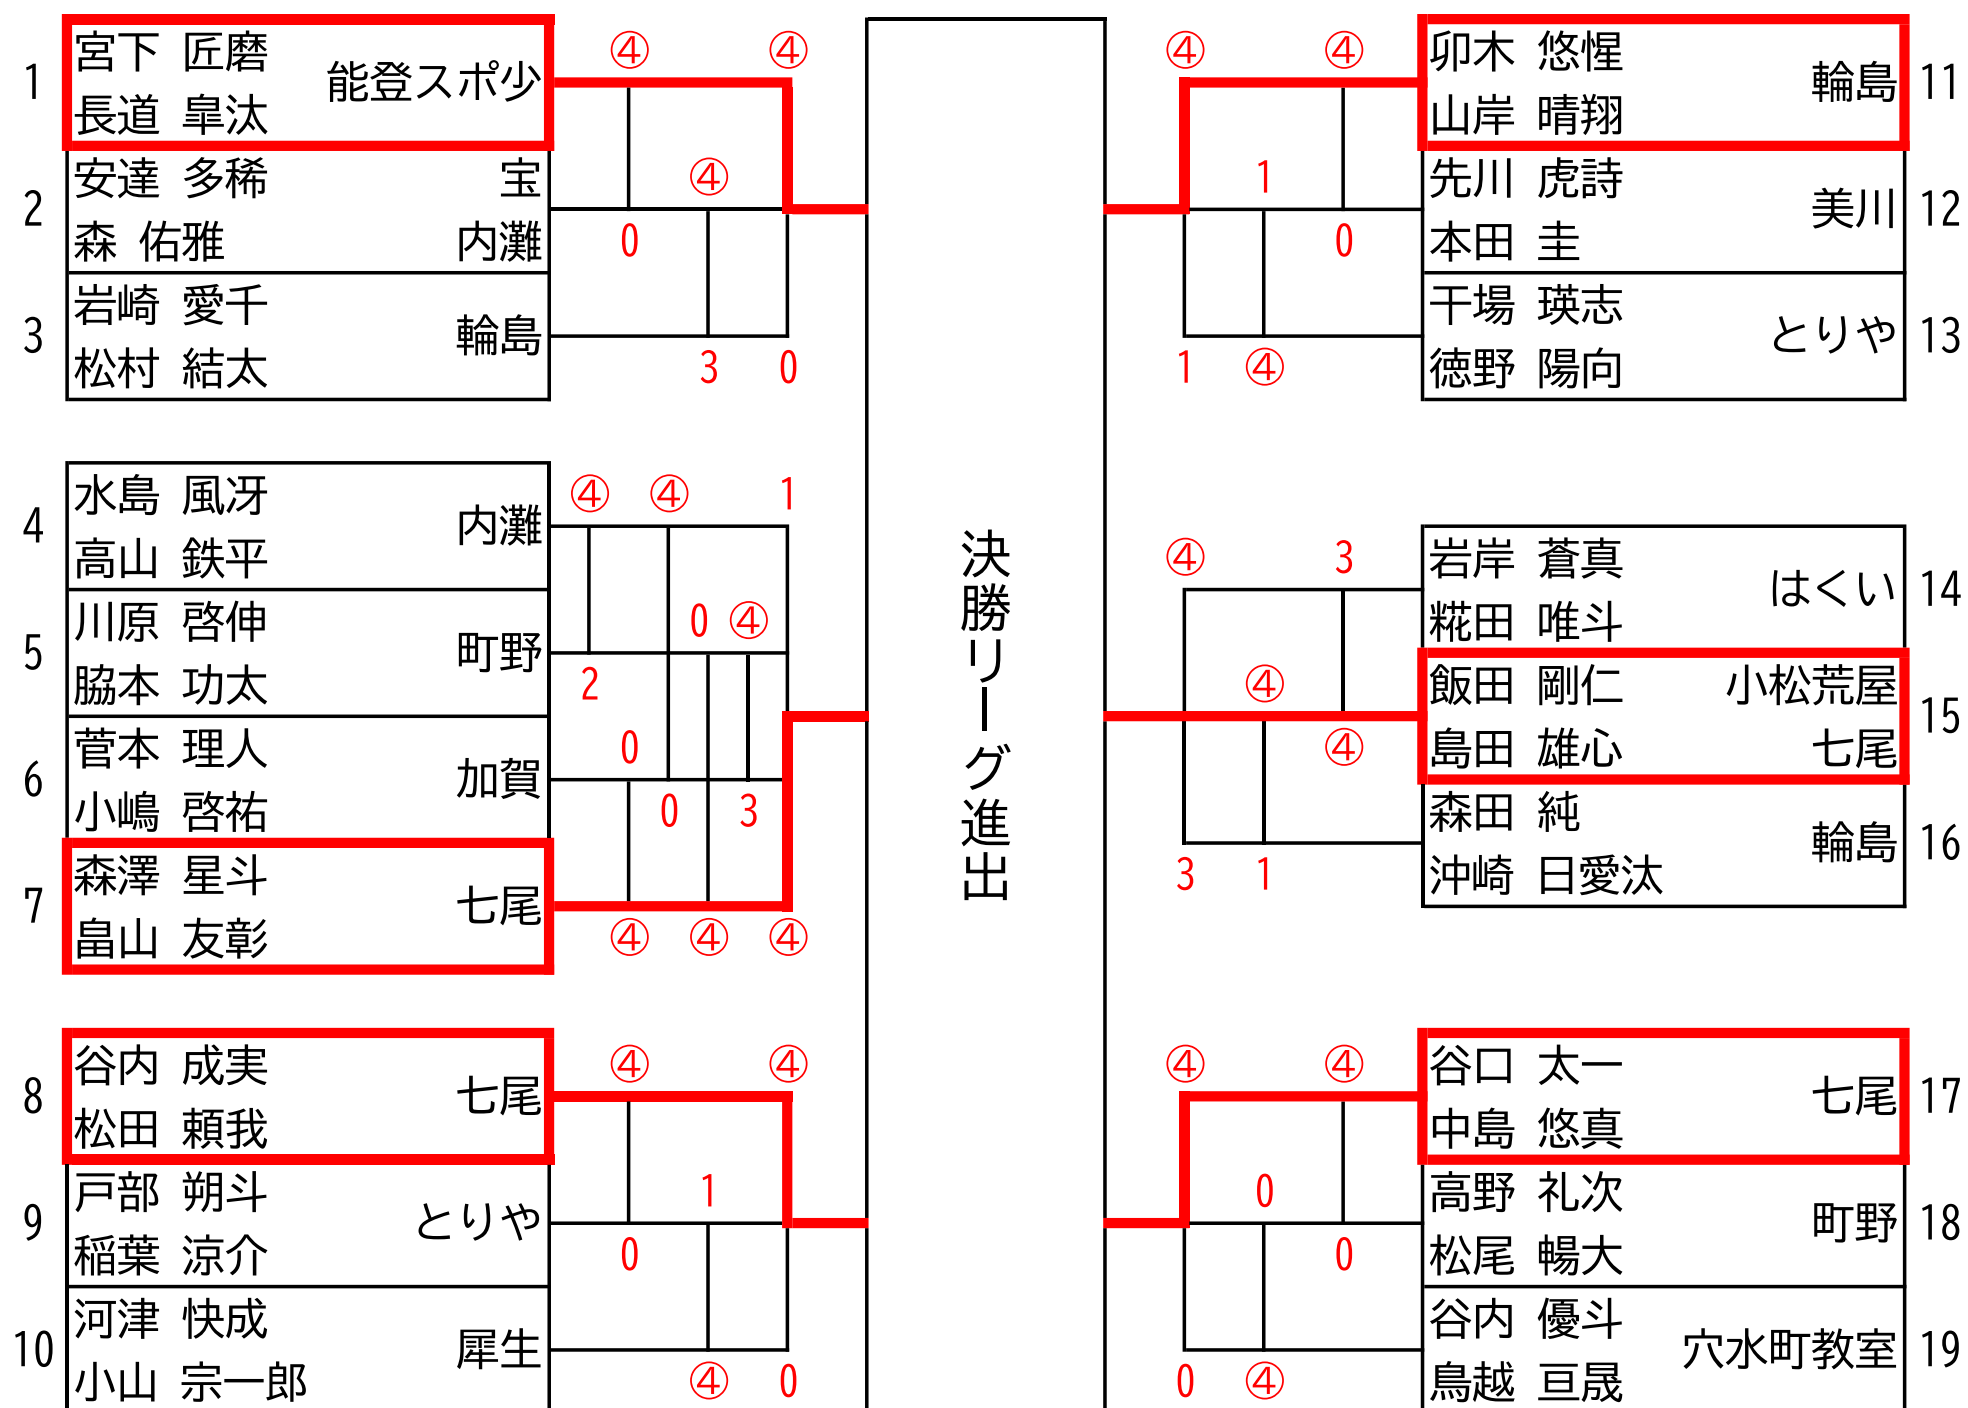 1
宮下 匠磨
長道 皐汰
能登スポ少
④ ④
2
安達 多稀 宝
森 佑雅 内灘
④
0
3
岩崎 愛千
松村 結太
輪島
3 0
4
水島 風冴
高山 鉄平
内灘
④ ④ 1
5
川原 啓伸
脇本 功太
町野
0 ④
2
6
菅本 理人
小嶋 啓祐
加賀
0
0 3
7
森澤 星斗
畠山 友彰
七尾
④ ④ ④
8
谷内 成実
松田 頼我
七尾
④ ④
9
戸部 朔斗
稲葉 涼介
とりや
1
0
10
河津 快成
小山 宗一郎
犀生
④ 0
決勝リーグ進出
④ ④
卯木 悠惺
山岸 晴翔
輪島
11
1
0
先川 虎詩
本田 圭
美川
12
1 ④
干場 瑛志
徳野 陽向
とりや
13
④ 3
岩岸 蒼真
糀田 唯斗
はくい
14
④
④
飯田 剛仁 小松荒屋
島田 雄心 七尾
15
3 1
森田 純
沖崎 日愛汰
輪島
16
④ ④
谷口 太一
中島 悠真
七尾
17
0
0
高野 礼次
松尾 暢大
町野
18
0 ④
谷内 優斗
鳥越 亘晟
穴水町教室
19